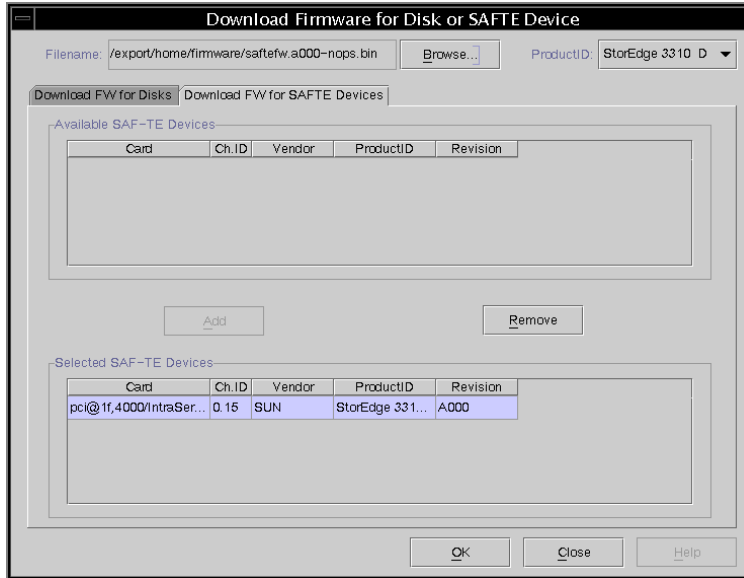 Download Firmware for Disk or SAFTE Device
Filename: /export/home/firmware/saftefw.a000-nops.bin Browse... ProductID: StorEdge 3310 D
Download FW for Disks Download FW for SAFTE Devices
Available SAF-TE Devices
Card Ch.ID Vendor ProductID Revision
Add Remove
Selected SAF-TE Devices
Card Ch.ID Vendor ProductID Revision
pci@1f,4000/IntraSer... 0.15 SUN StorEdge 331... A000
OK Close Help